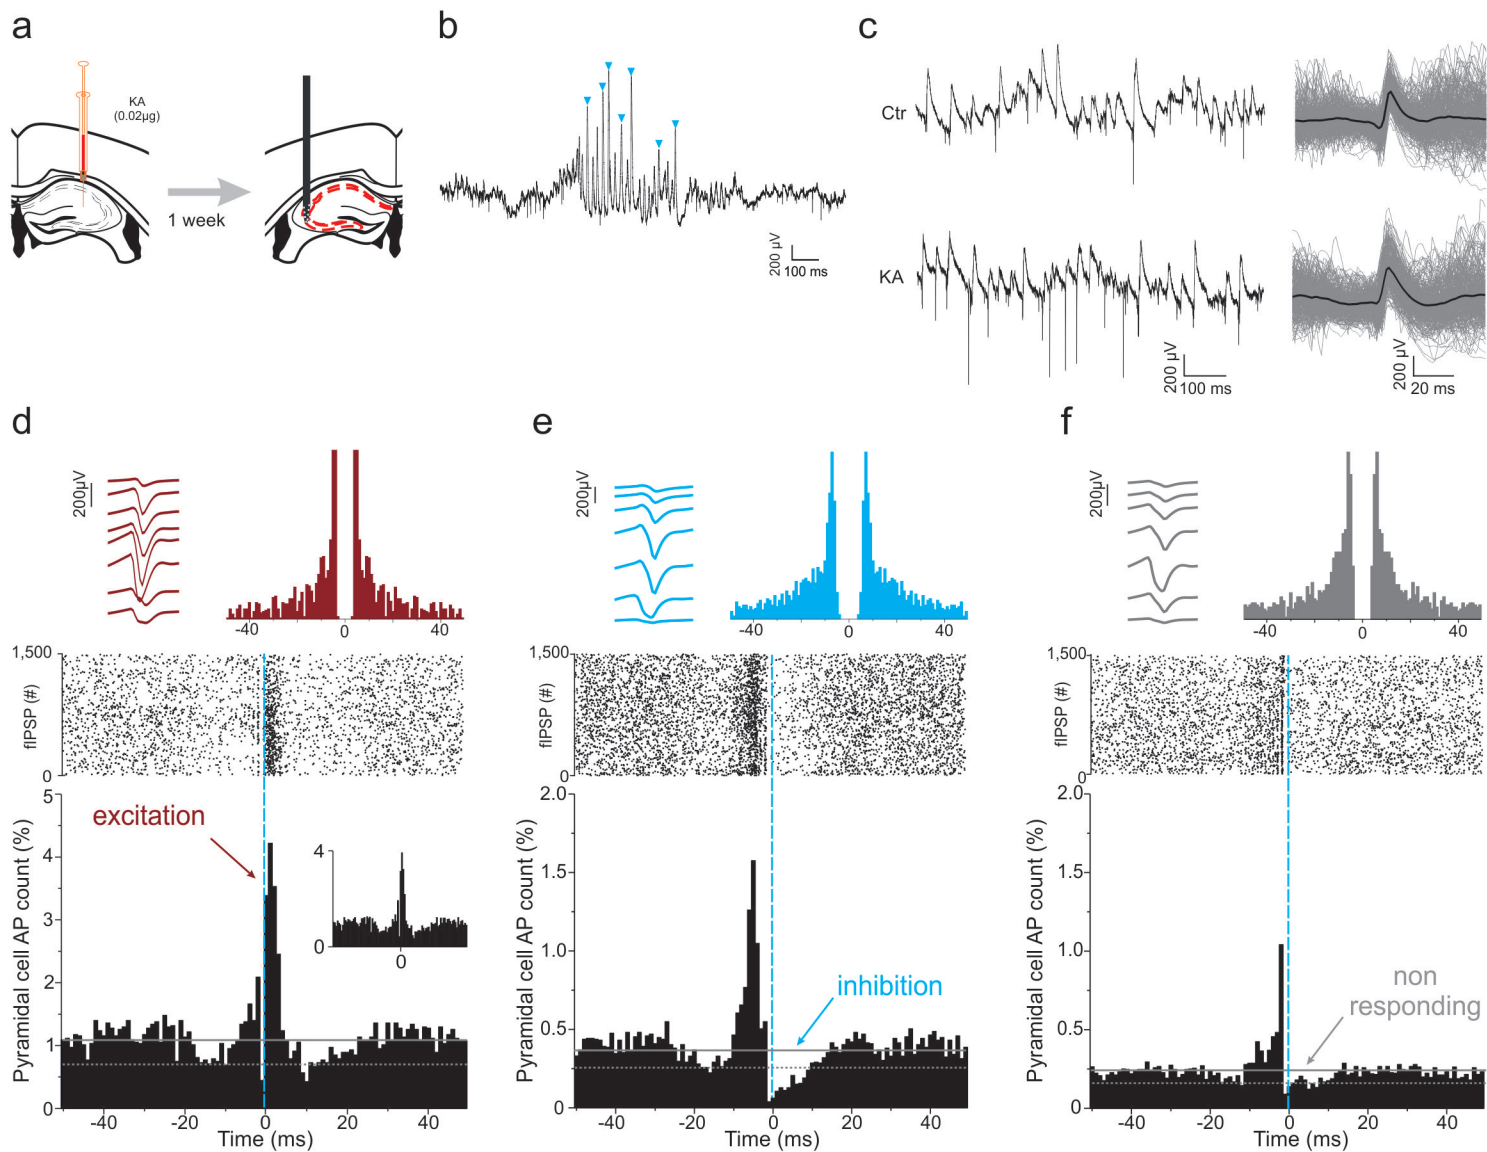 a
KA
(0.02µg)
1 week
b
200 µV
100 ms
c
Ctr
KA
200 µV
100 ms
200 µV
20 ms
d
200µV
-40
0
40
1,500
fIPSP (#)
0
5
4
3
2
1
0
Pyramidal cell AP count (%)
excitation
4
0
0
-40
-20
0
20
40
Time (ms)
e
200µV
-40
0
40
1,500
fIPSP (#)
0
2.0
1.5
1.0
0.5
0
Pyramidal cell AP count (%)
inhibition
-40
-20
0
20
40
Time (ms)
f
200µV
-40
0
40
1,500
fIPSP (#)
0
2.0
1.5
1.0
0.5
0
Pyramidal cell AP count (%)
non
responding
-40
-20
0
20
40
Time (ms)